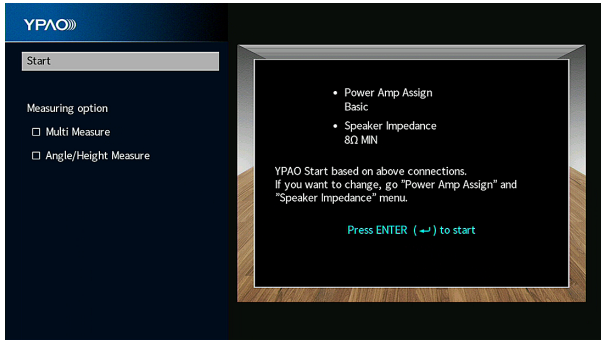 YPAO
Start
Measuring option
Multi Measure
Angle/Height Measure
• Power Amp Assign
Basic
• Speaker Impedance
8Ω MIN
YPAO Start based on above connections.
If you want to change, go "Power Amp Assign" and
"Speaker Impedance" menu.
Press ENTER (↵) to start